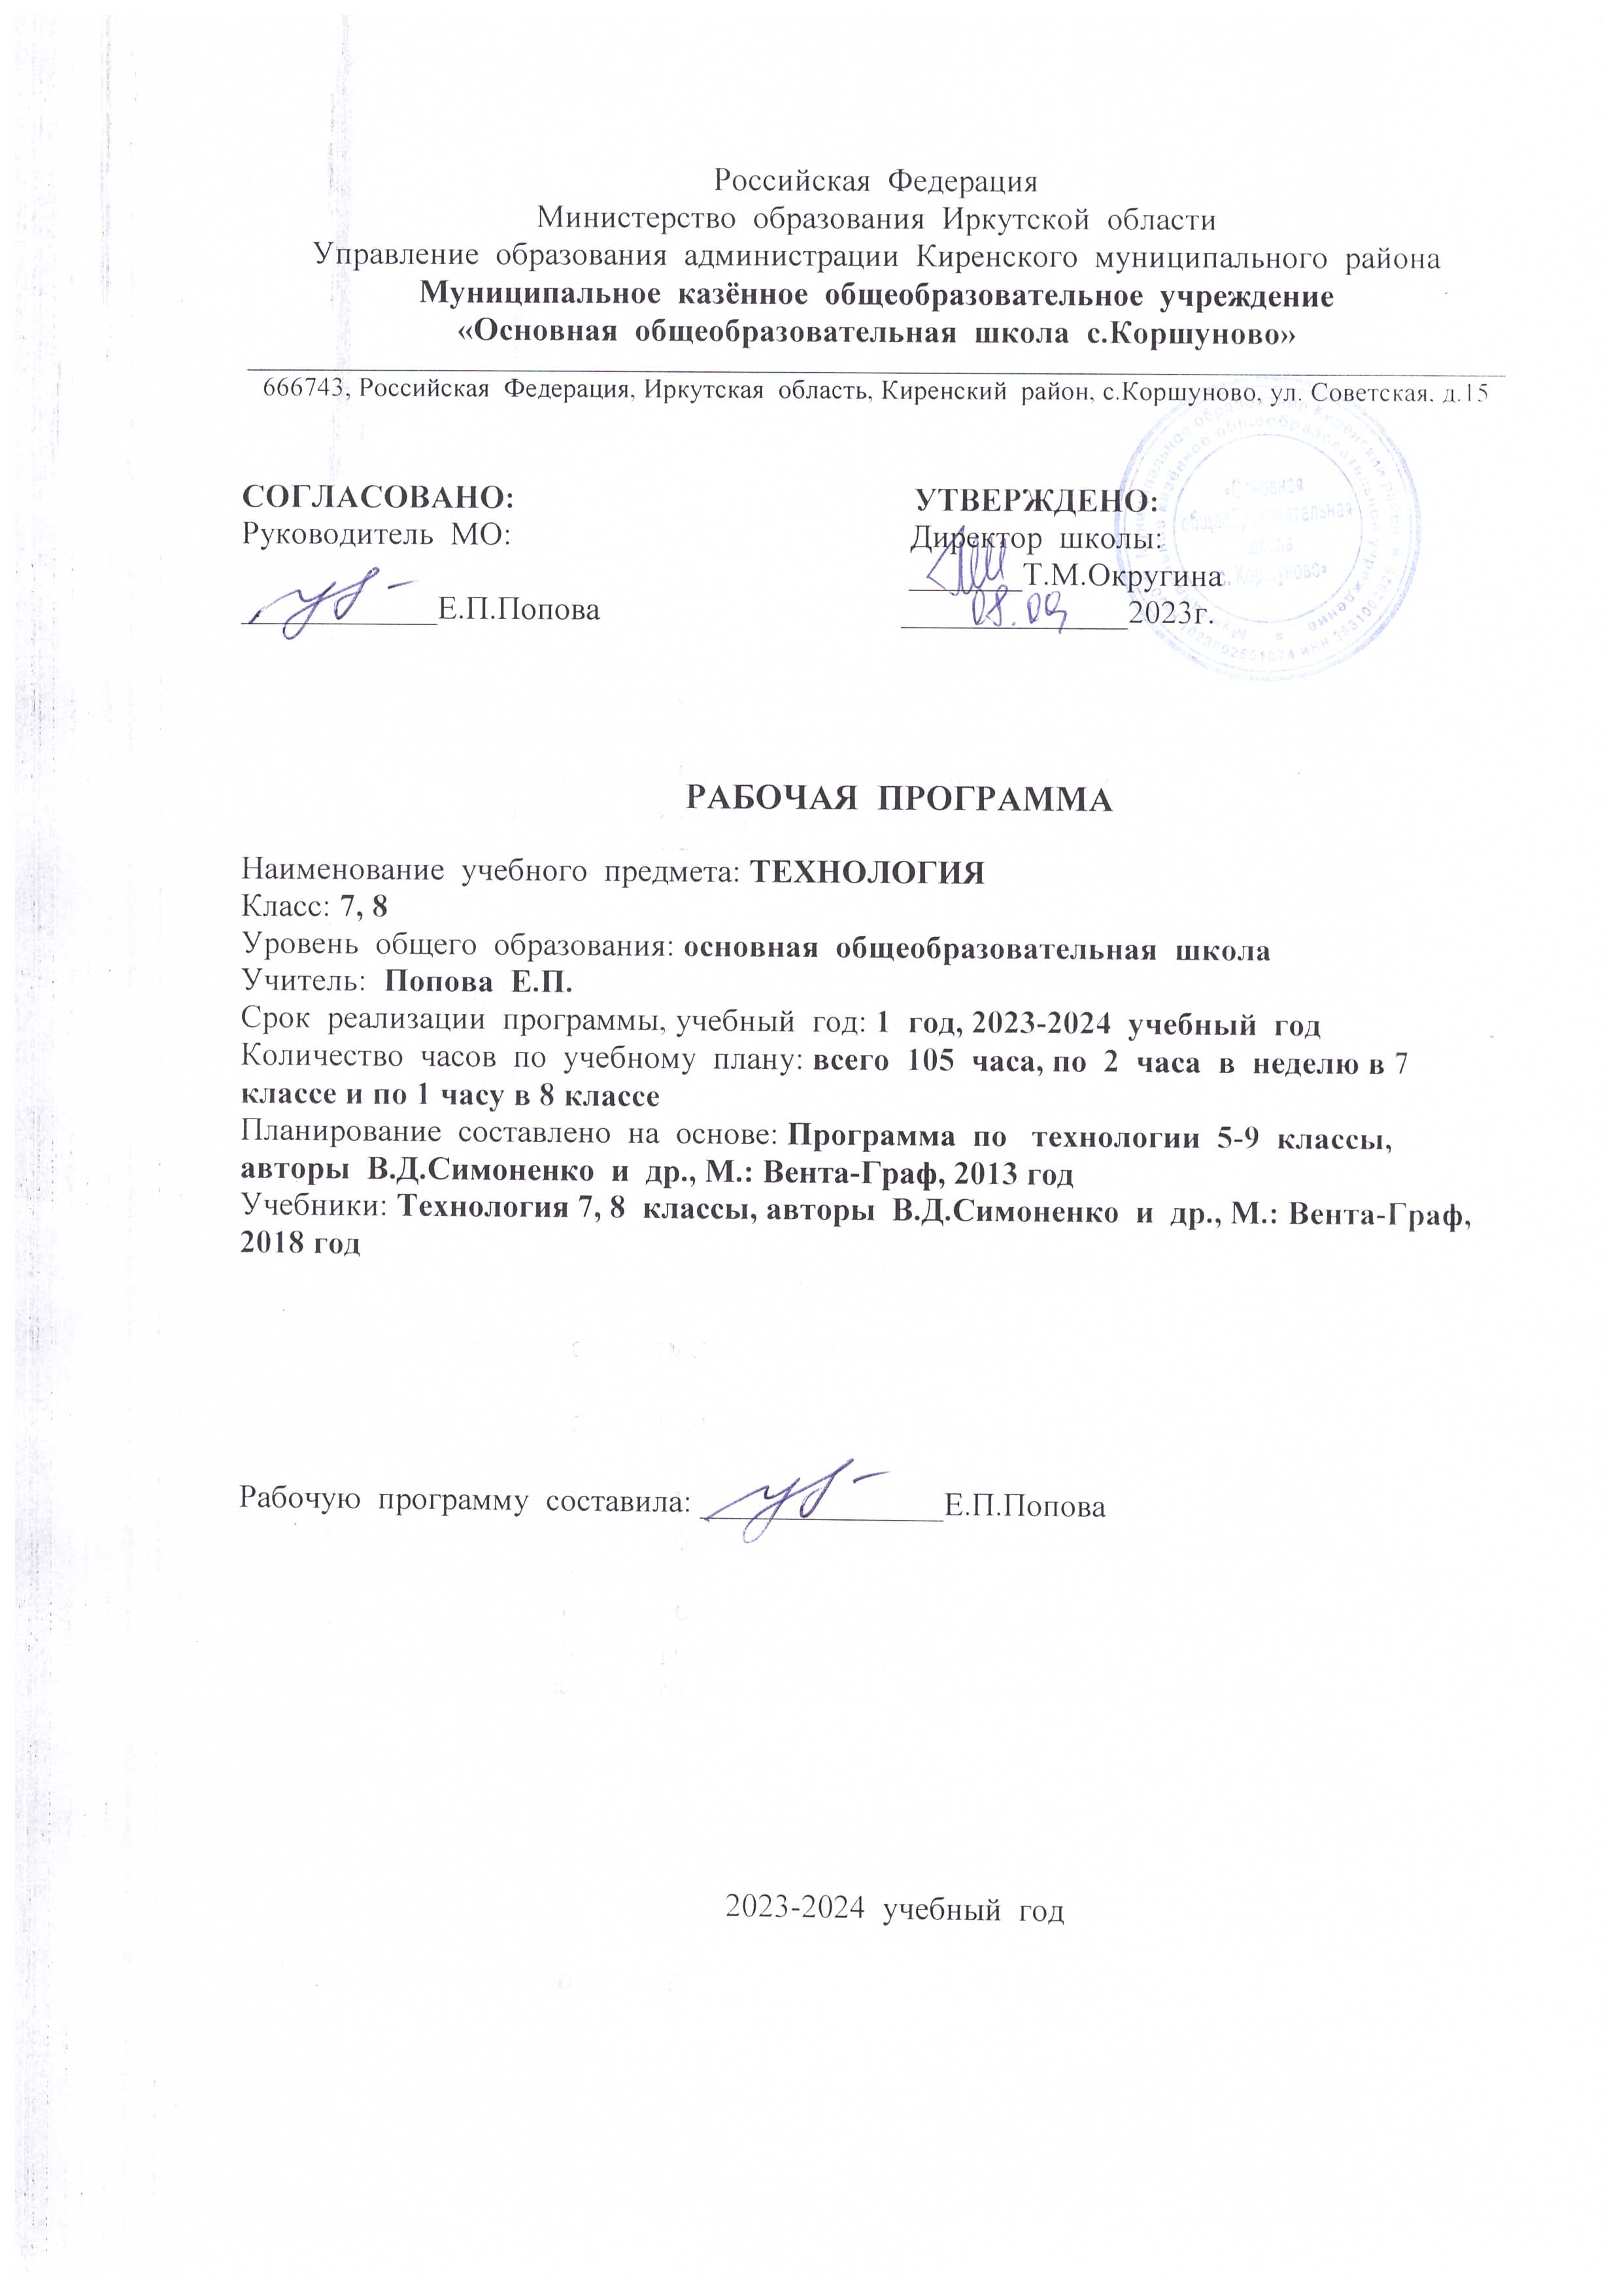 Российская Федерация
Министерство образования Иркутской области
Управление образования администрации Киренского муниципального района
Муниципальное казённое общеобразовательное учреждение
«Основная общеобразовательная школа с.Коршуново»
666743, Российская Федерация, Иркутская область, Киренский район, с.Коршуново, ул. Советская, д.15
СОГЛАСОВАНО:
Руководитель МО:
Е.П.Попова
УТВЕРЖДЕНО:
Директор школы:
Т.М.Округина
08.09 2023г.
«Основная
общеобразовательная
школа
с. Коршуново»
РАБОЧАЯ ПРОГРАММА
Наименование учебного предмета: ТЕХНОЛОГИЯ
Класс: 7, 8
Уровень общего образования: основная общеобразовательная школа
Учитель: Попова Е.П.
Срок реализации программы, учебный год: 1 год, 2023-2024 учебный год
Количество часов по учебному плану: всего 105 часа, по 2 часа в неделю в 7
классе и по 1 часу в 8 классе
Планирование составлено на основе: Программа по технологии 5-9 классы,
авторы В.Д.Симоненко и др., М.: Вента-Граф, 2013 год
Учебники: Технология 7, 8 классы, авторы В.Д.Симоненко и др., М.: Вента-Граф,
2018 год
Рабочую программу составила: Е.П.Попова
2023-2024 учебный год